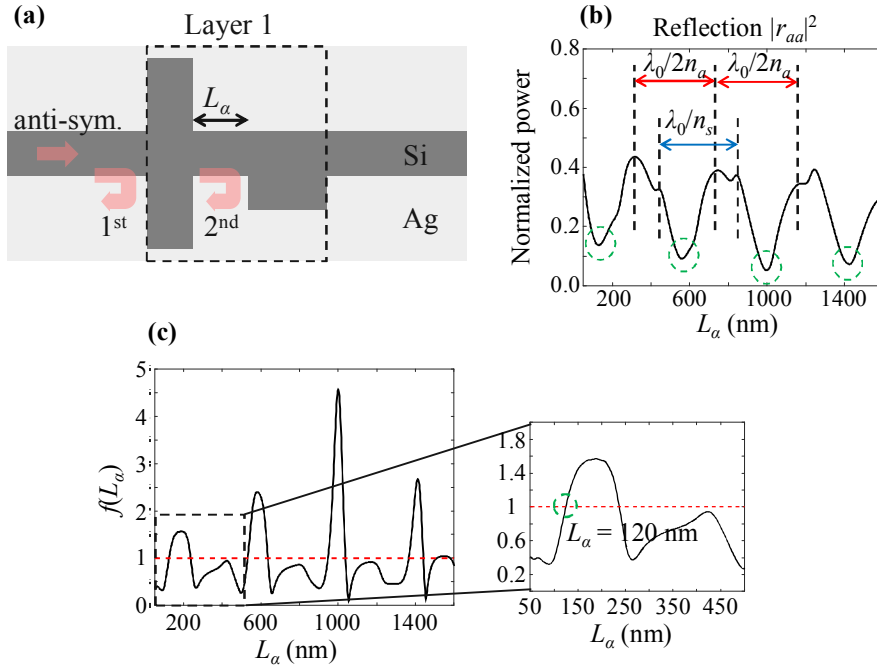 (a)
Layer 1
Lα
anti-sym.
Si
1st
2nd
Ag
(b)
Reflection |raa|²
λ0/2na
λ0/2na
λ0/ns
Normalized power
0.8
0.6
0.4
0.2
0.0
200
600
1000
1400
Lα (nm)
(c)
f(Lα)
5
4
3
2
1
0
200
600
1000
1400
Lα (nm)
1.8
1.4
1
0.6
0.2
Lα = 120 nm
50
150
250
350
450
Lα (nm)